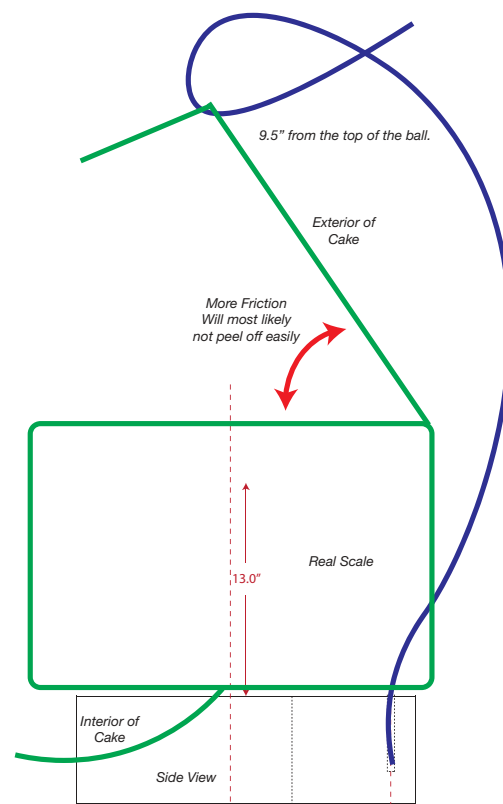 9.5” from the top of the ball.
Exterior of
Cake
More Friction
Will most likely
not peel off easily
Real Scale
13.0”
Interior of
Cake
Side View